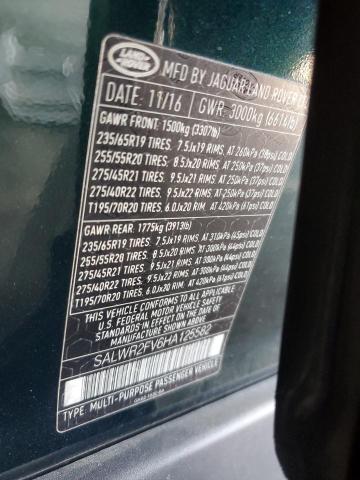 LAND ROVER
MFD BY JAGUAR LAND ROVER
DATE: 11/16 GWR- 3000kg (6614lb)
GAWR FRONT: 1500kg (3307lb)
235/65R19 TIRES. 7.5Jx19 RIMS, AT 260kPa (38psi) COLD
255/55R20 TIRES. 8.5Jx20 RIMS, AT 250kPa (37psi) COLD
275/45R21 TIRES. 9.5Jx21 RIMS, AT 250kPa (37psi) COLD
275/40R22 TIRES. 9.5Jx22 RIMS, AT 250kPa (37psi) COLD
T195/70R20 TIRES. 6.0Jx20 RIM, AT 420kPa (61psi) COLD
GAWR REAR: 1775kg (3913lb)
235/65R19 TIRES. 7.5Jx19 RIMS, AT 310kPa (45psi) COLD
255/55R20 TIRES. 8.5Jx20 RIMS, AT 300kPa (44psi) COLD
275/45R21 TIRES. 9.5Jx21 RIMS, AT 300kPa (44psi) COLD
275/40R22 TIRES. 9.5Jx22 RIMS, AT 300kPa (44psi) COLD
T195/70R20 TIRES. 6.0Jx20 RIM, AT 420kPa (61psi) COLD
THIS VEHICLE CONFORMS TO ALL APPLICABLE
U.S. FEDERAL MOTOR VEHICLE SAFETY AND
THEFT PREVENTION STANDARDS IN EFFECT ON
THE DATE OF MANUFACTURE SHOWN ABOVE
SALWR2FV6HA125582
TYPE: MULTI-PURPOSE PASSENGER VEHICLE